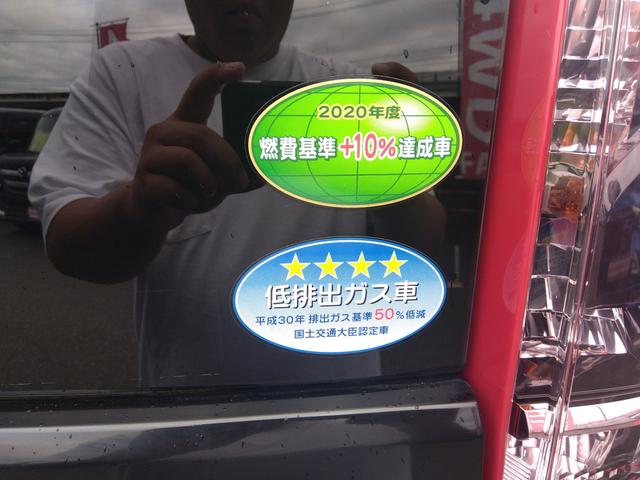 2020年度
燃費基準+10%達成車
低排出ガス車
平成30年 排出ガス基準50%低減
国土交通大臣認定車